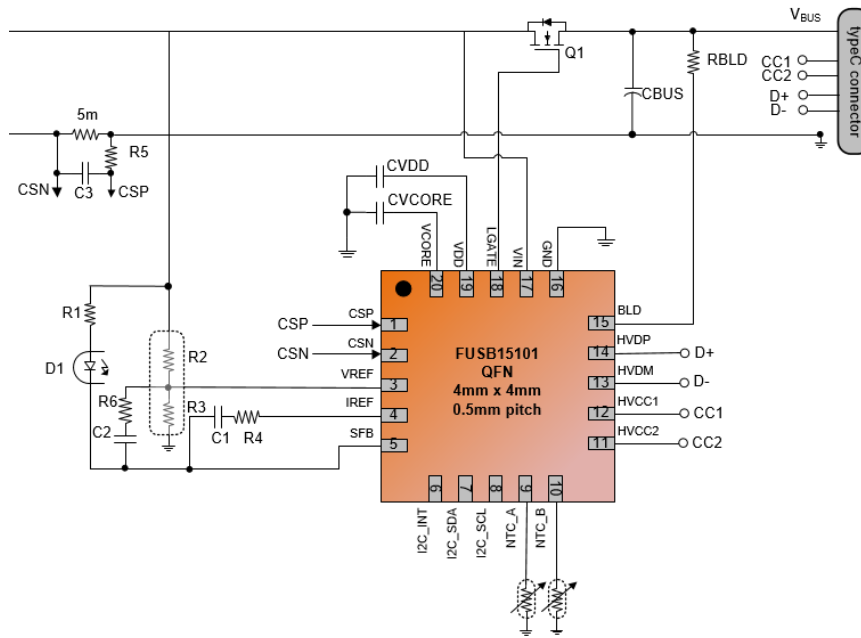 VBUS
typeC connector
Q1
RBLD
CC1
CC2
CBUS
D+
D-
5m
R5
CSN
C3
CSP
CVDD
CVCORE
VCORE
VDD
LGATE
VIN
GND
20
19
18
17
16
R1
CSP
CSP
1
BLD
15
CSN
CSN
2
FUSB15101
QFN
4mm x 4mm
0.5mm pitch
HVDP
14
D+
D1
R2
VREF
3
HVDM
13
D-
R6
R3
IREF
4
HVCC1
12
CC1
C2
C1
R4
SFB
5
HVCC2
11
CC2
6
7
8
9
10
I2C_INT
I2C_SDA
I2C_SCL
NTC_A
NTC_B